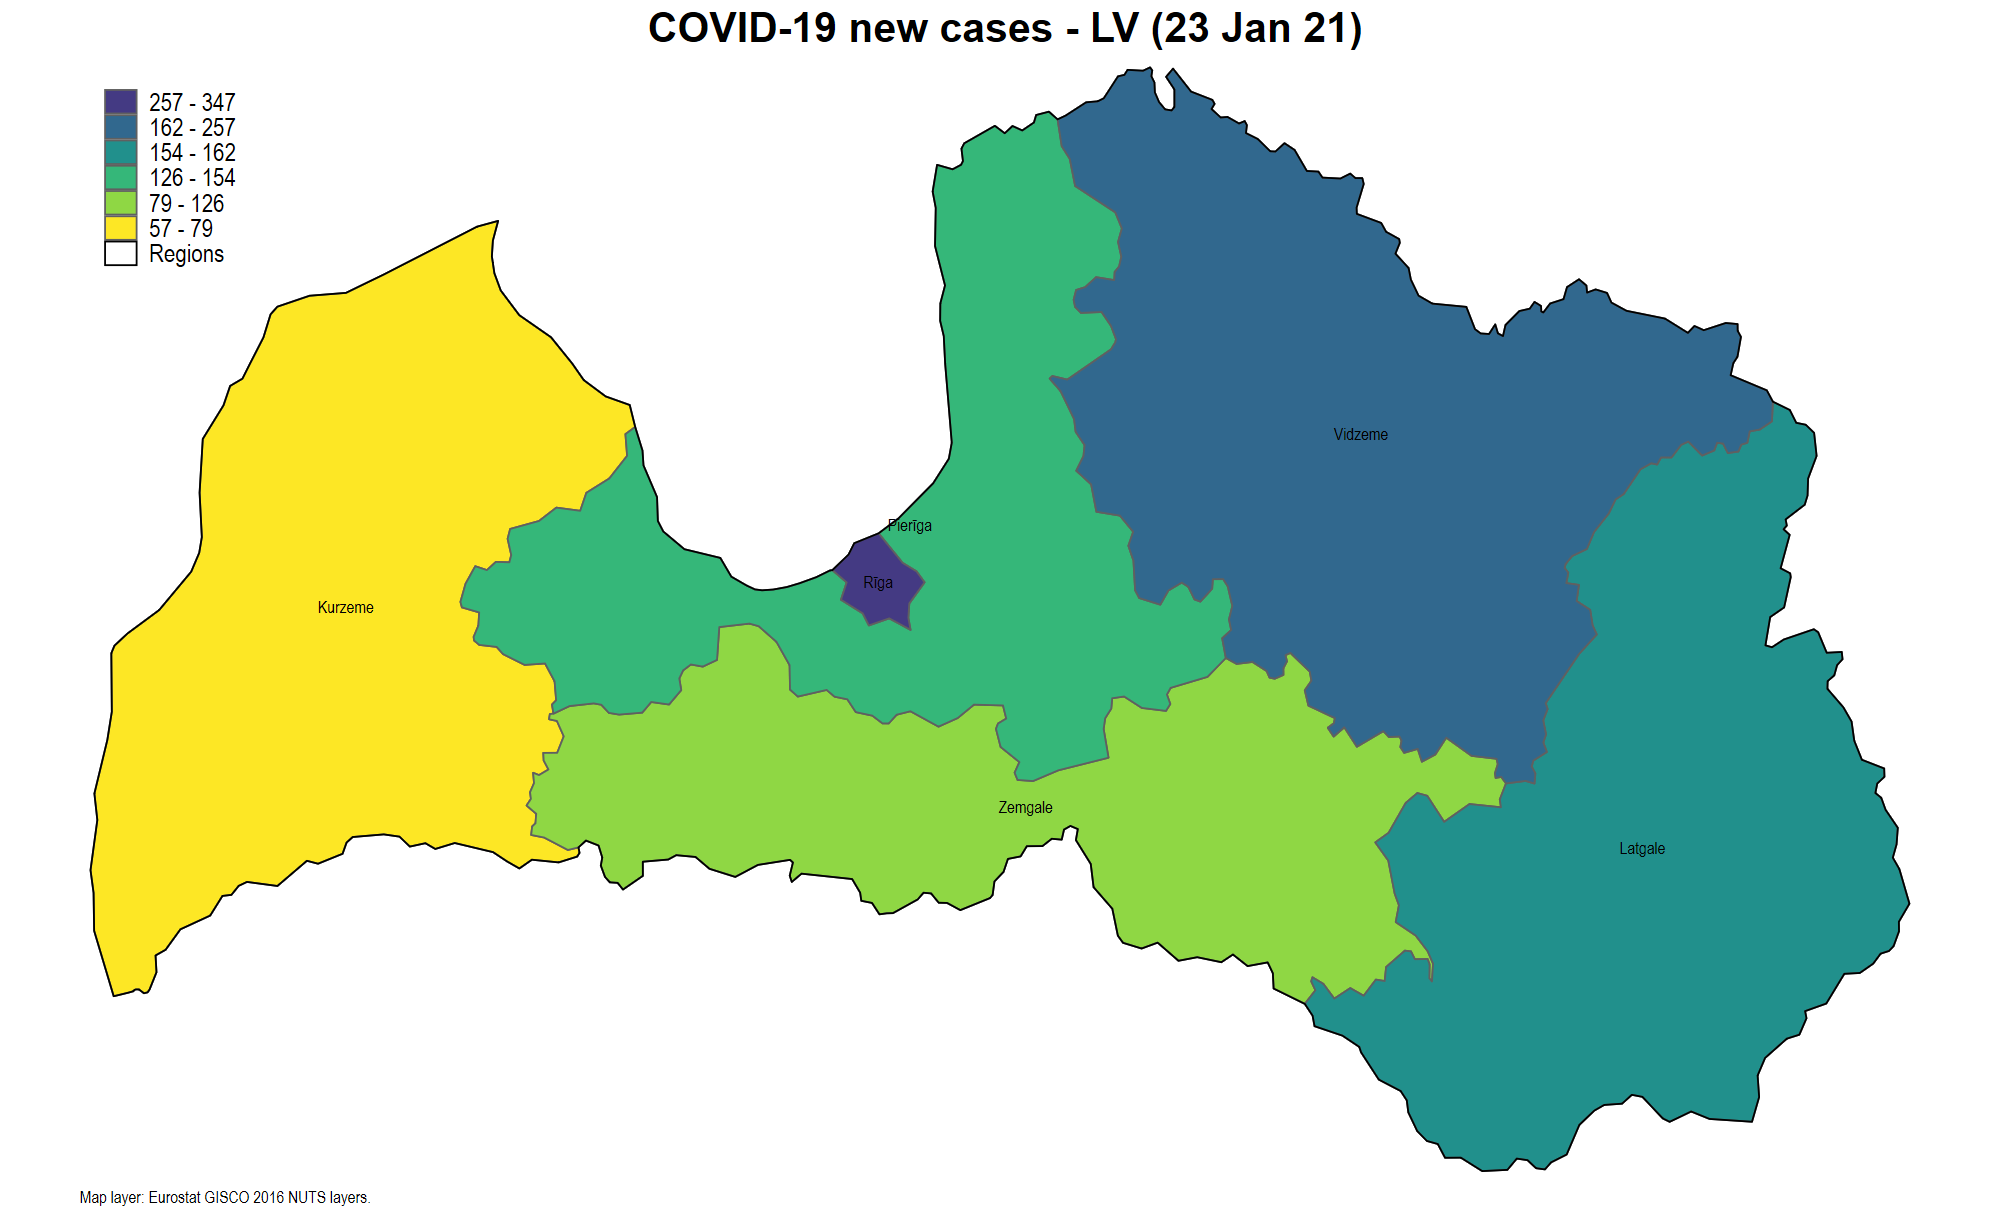 COVID-19 new cases - LV (23 Jan 21)
257 - 347
162 - 257
154 - 162
126 - 154
79 - 126
57 - 79
Regions
Vidzeme
Pierīga
Rīga
Kurzeme
Zemgale
Latgale
Map layer: Eurostat GISCO 2016 NUTS layers.